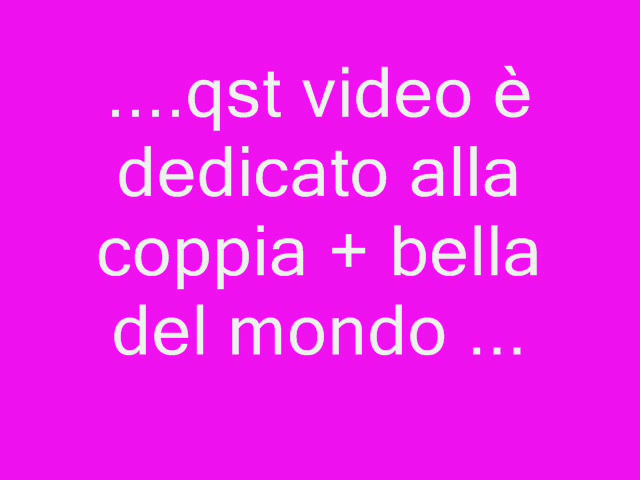 ....qst video è
dedicato alla
coppia + bella
del mondo ...